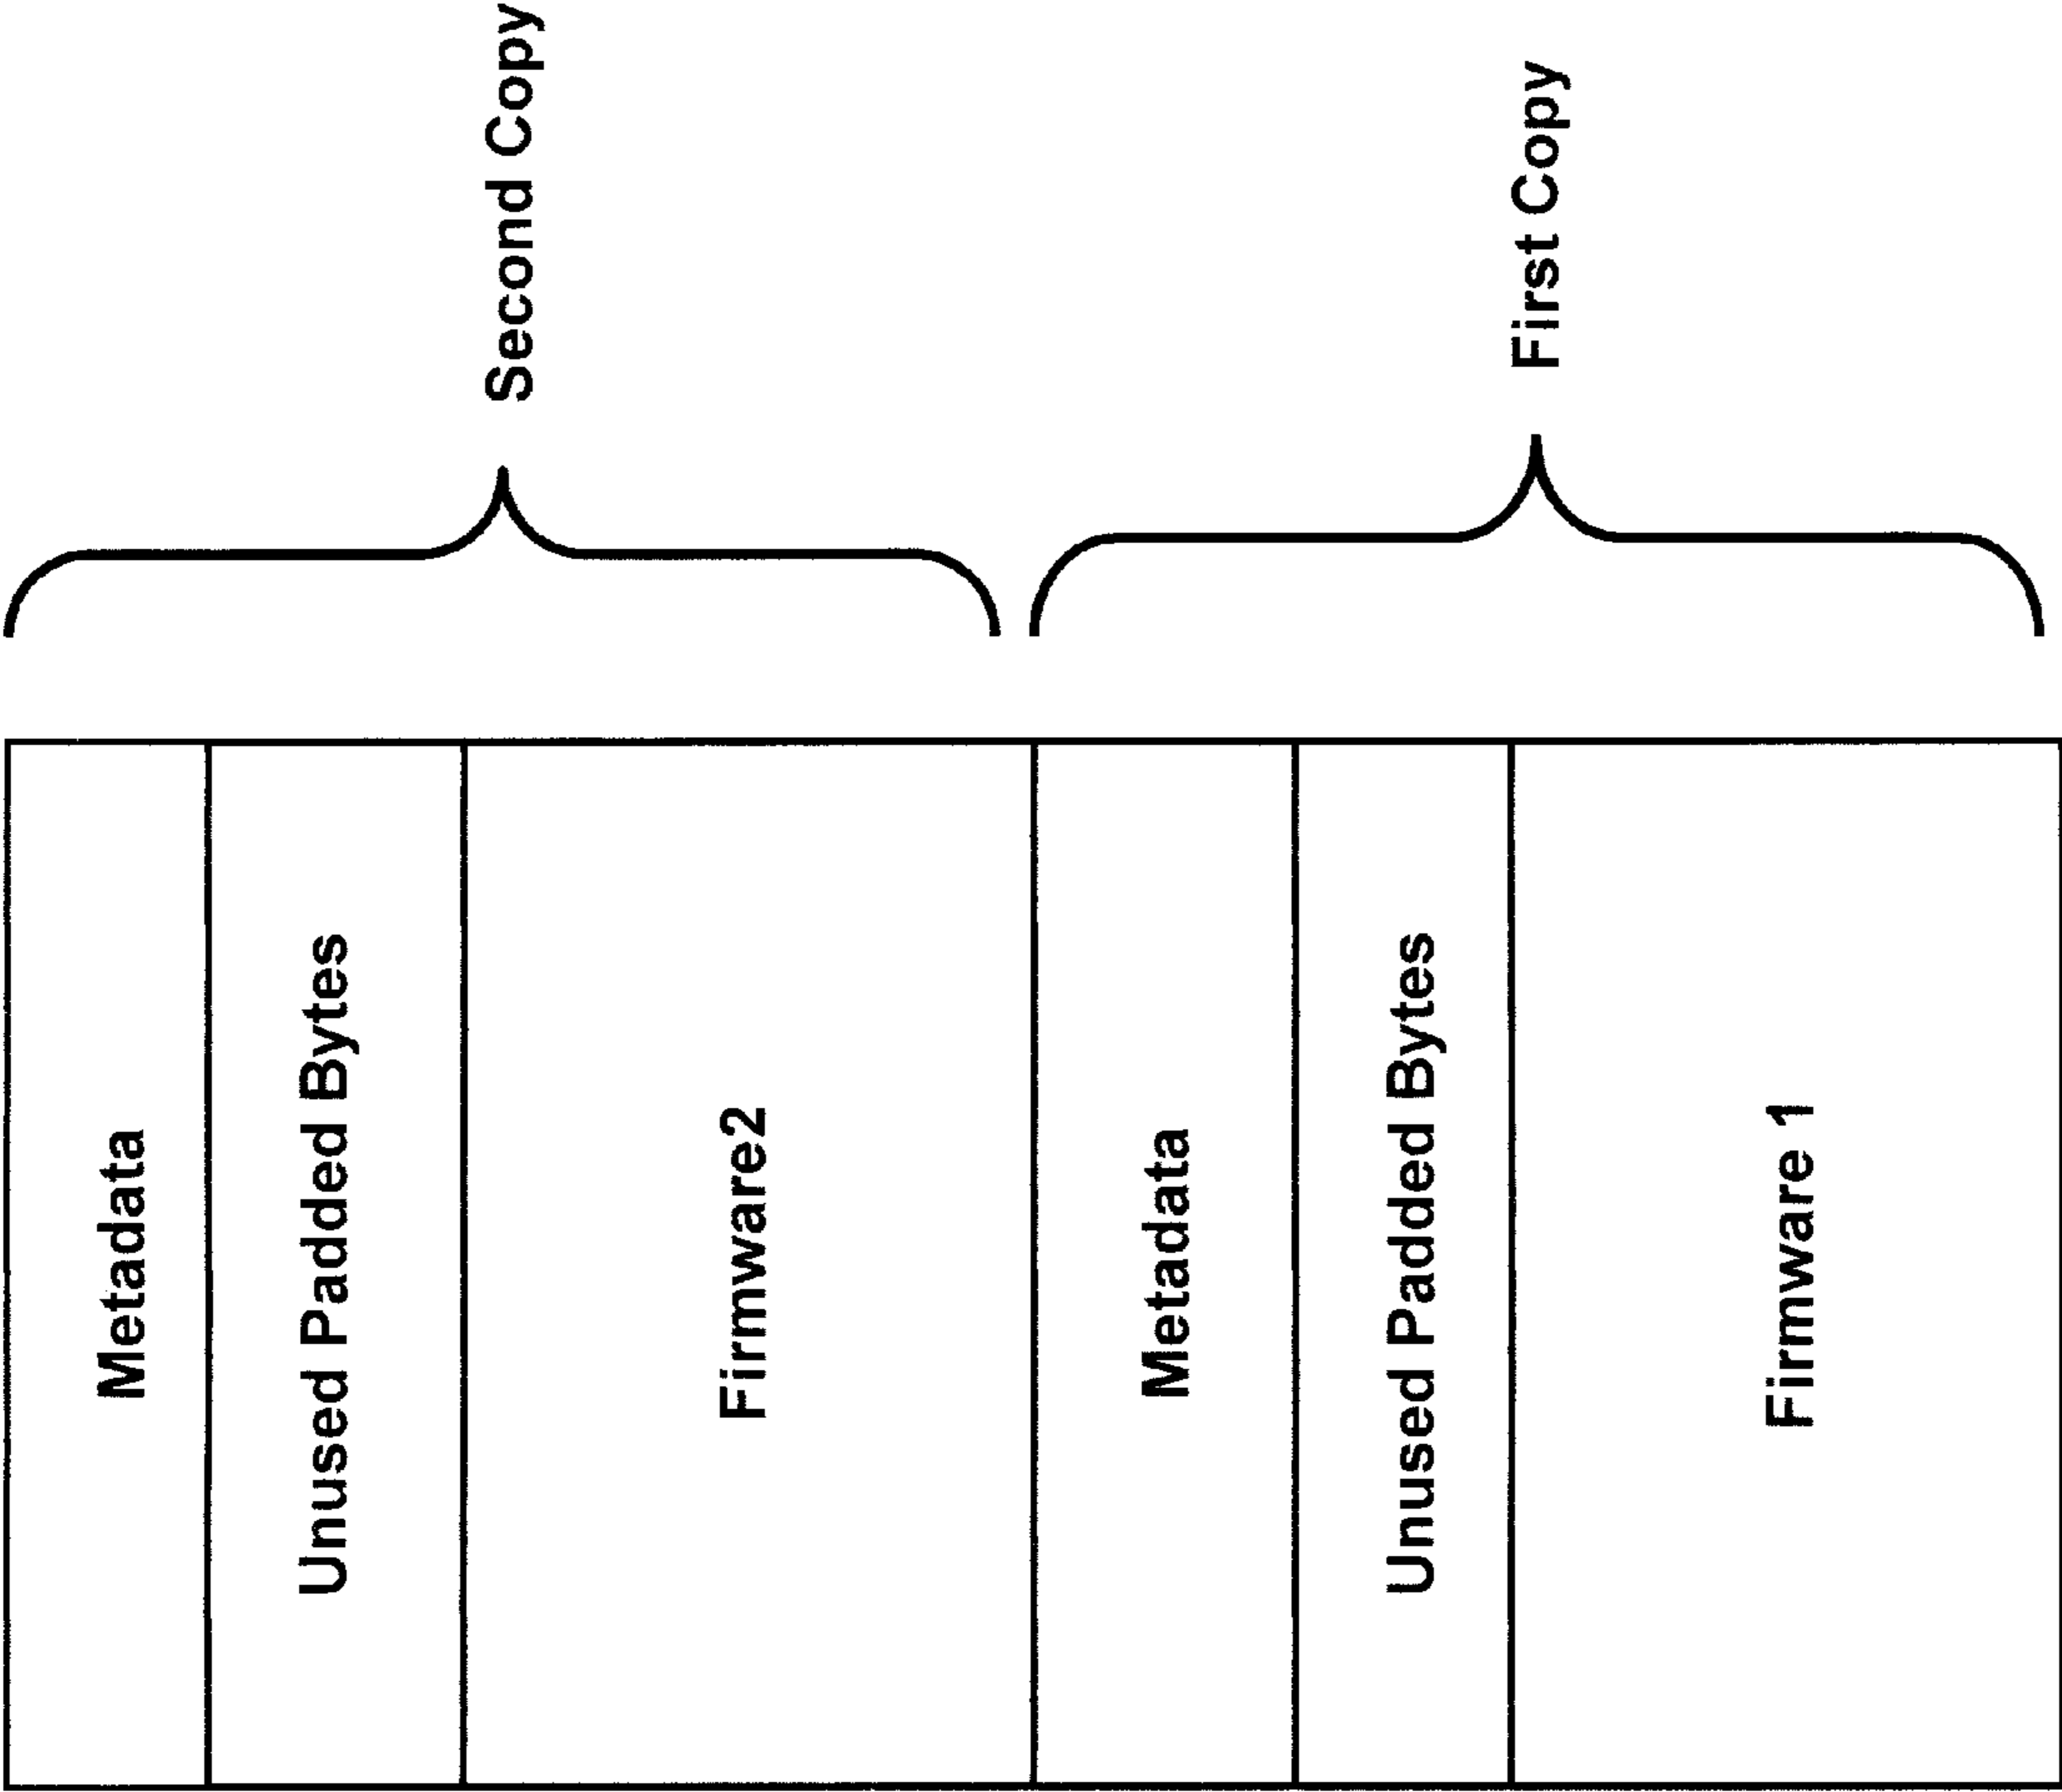 Metadata
Unused Padded Bytes
Firmware2
Second Copy
Metadata
Unused Padded Bytes
Firmware 1
First Copy